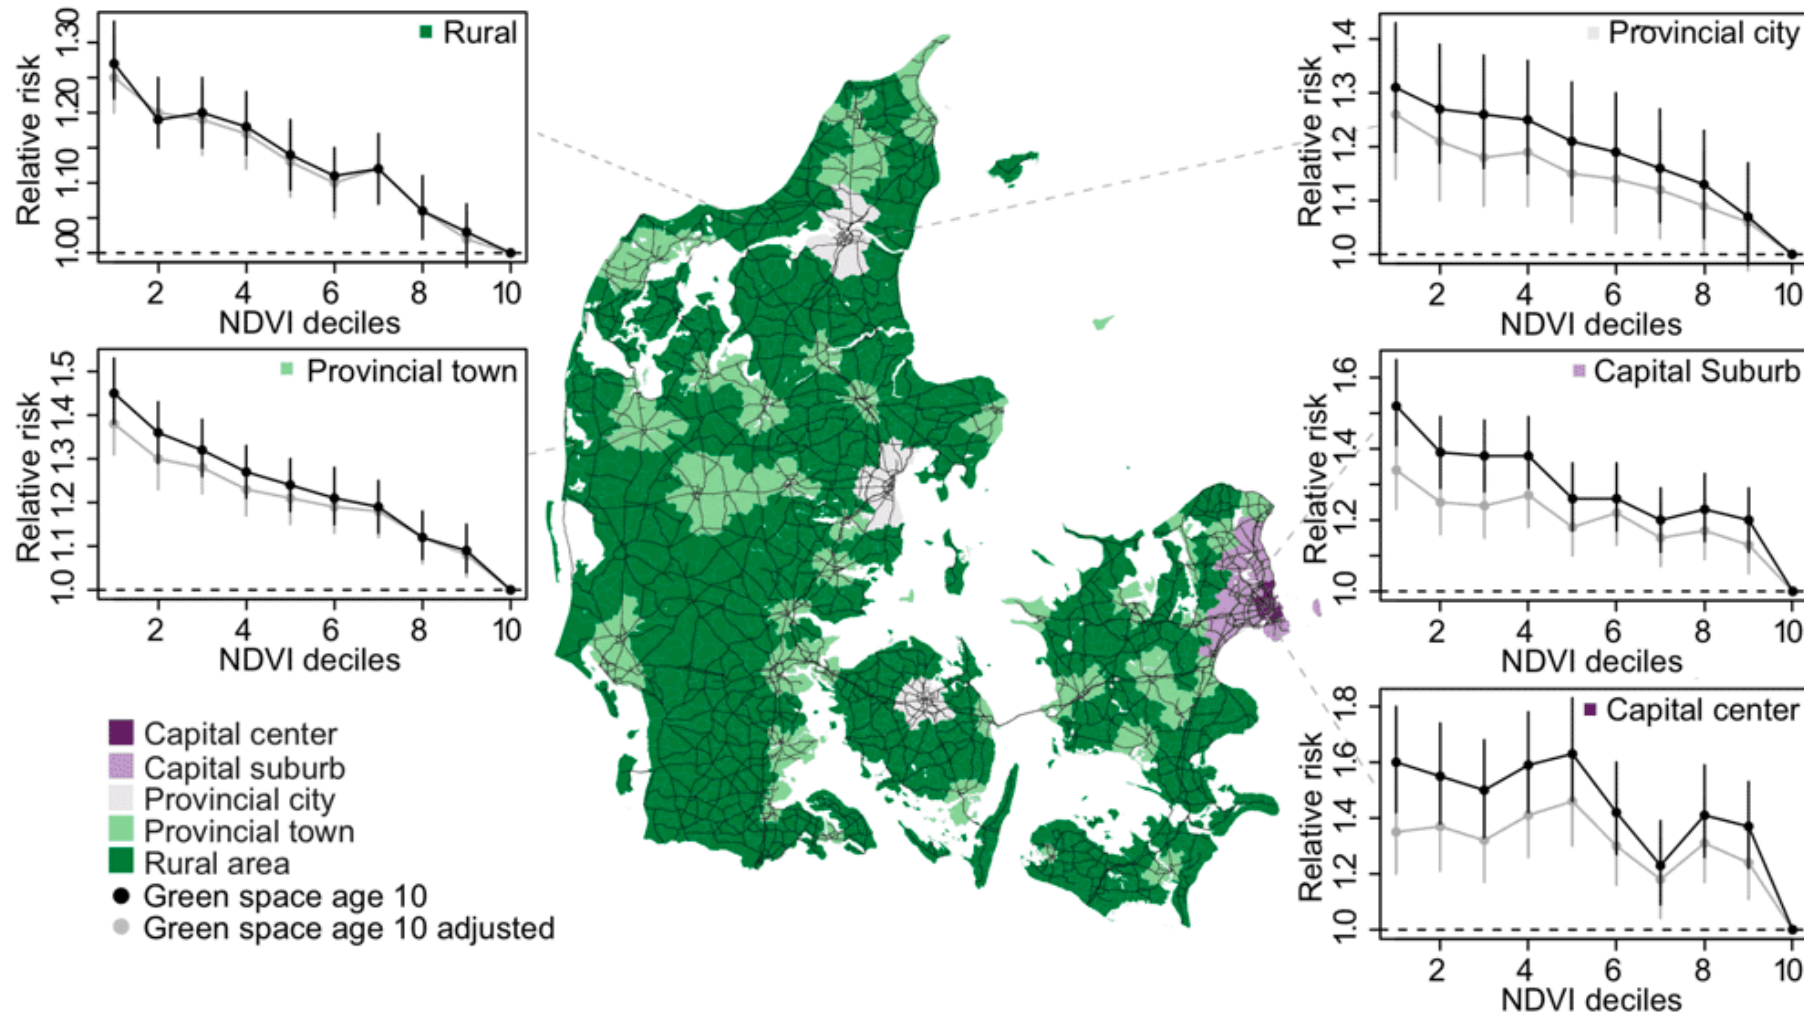 Rural
Relative risk
1.30
1.20
1.10
1.00
2 4 6 8 10
NDVI deciles
Provincial town
Relative risk
1.5
1.4
1.3
1.2
1.1
1.0
2 4 6 8 10
NDVI deciles
Capital center
Capital suburb
Provincial city
Provincial town
Rural area
Green space age 10
Green space age 10 adjusted
Provincial city
Relative risk
1.4
1.3
1.2
1.1
1.0
2 4 6 8 10
NDVI deciles
Capital Suburb
Relative risk
1.6
1.4
1.2
1.0
2 4 6 8 10
NDVI deciles
Capital center
Relative risk
1.8
1.6
1.4
1.2
1.0
2 4 6 8 10
NDVI deciles